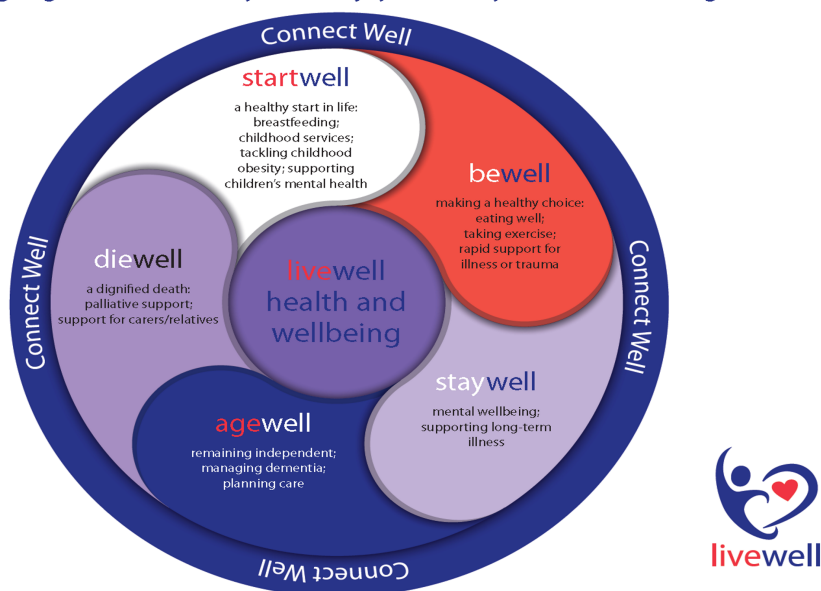 Connect Well
startwell
a healthy start in life:
breastfeeding;
childhood services;
tackling childhood
obesity; supporting
children's mental health
bewell
making a healthy choice:
eating well;
taking exercise;
rapid support for
illness or trauma
Connect Well
Connect Well
diewell
a dignified death:
palliative support;
support for carers/relatives
livewell
health and
wellbeing
staywell
mental wellbeing;
supporting long-term
illness
agewell
remaining independent;
managing dementia;
planning care
Connect Well
livewell